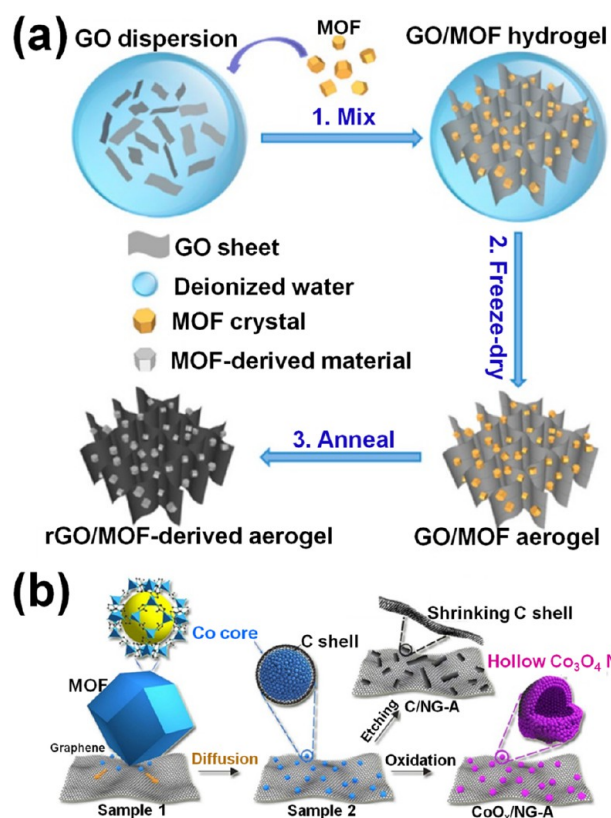 (a)
GO dispersion
MOF
GO/MOF hydrogel
1. Mix
GO sheet
Deionized water
MOF crystal
MOF-derived material
2. Freeze-dry
3. Anneal
rGO/MOF-derived aerogel
GO/MOF aerogel
(b)
Co core
C shell
Shrinking C shell
MOF
Hollow Co₃O₄ N
C/NG-A
Graphene
Diffusion
Etching
Oxidation
Sample 1
Sample 2
CoOₓ/NG-A